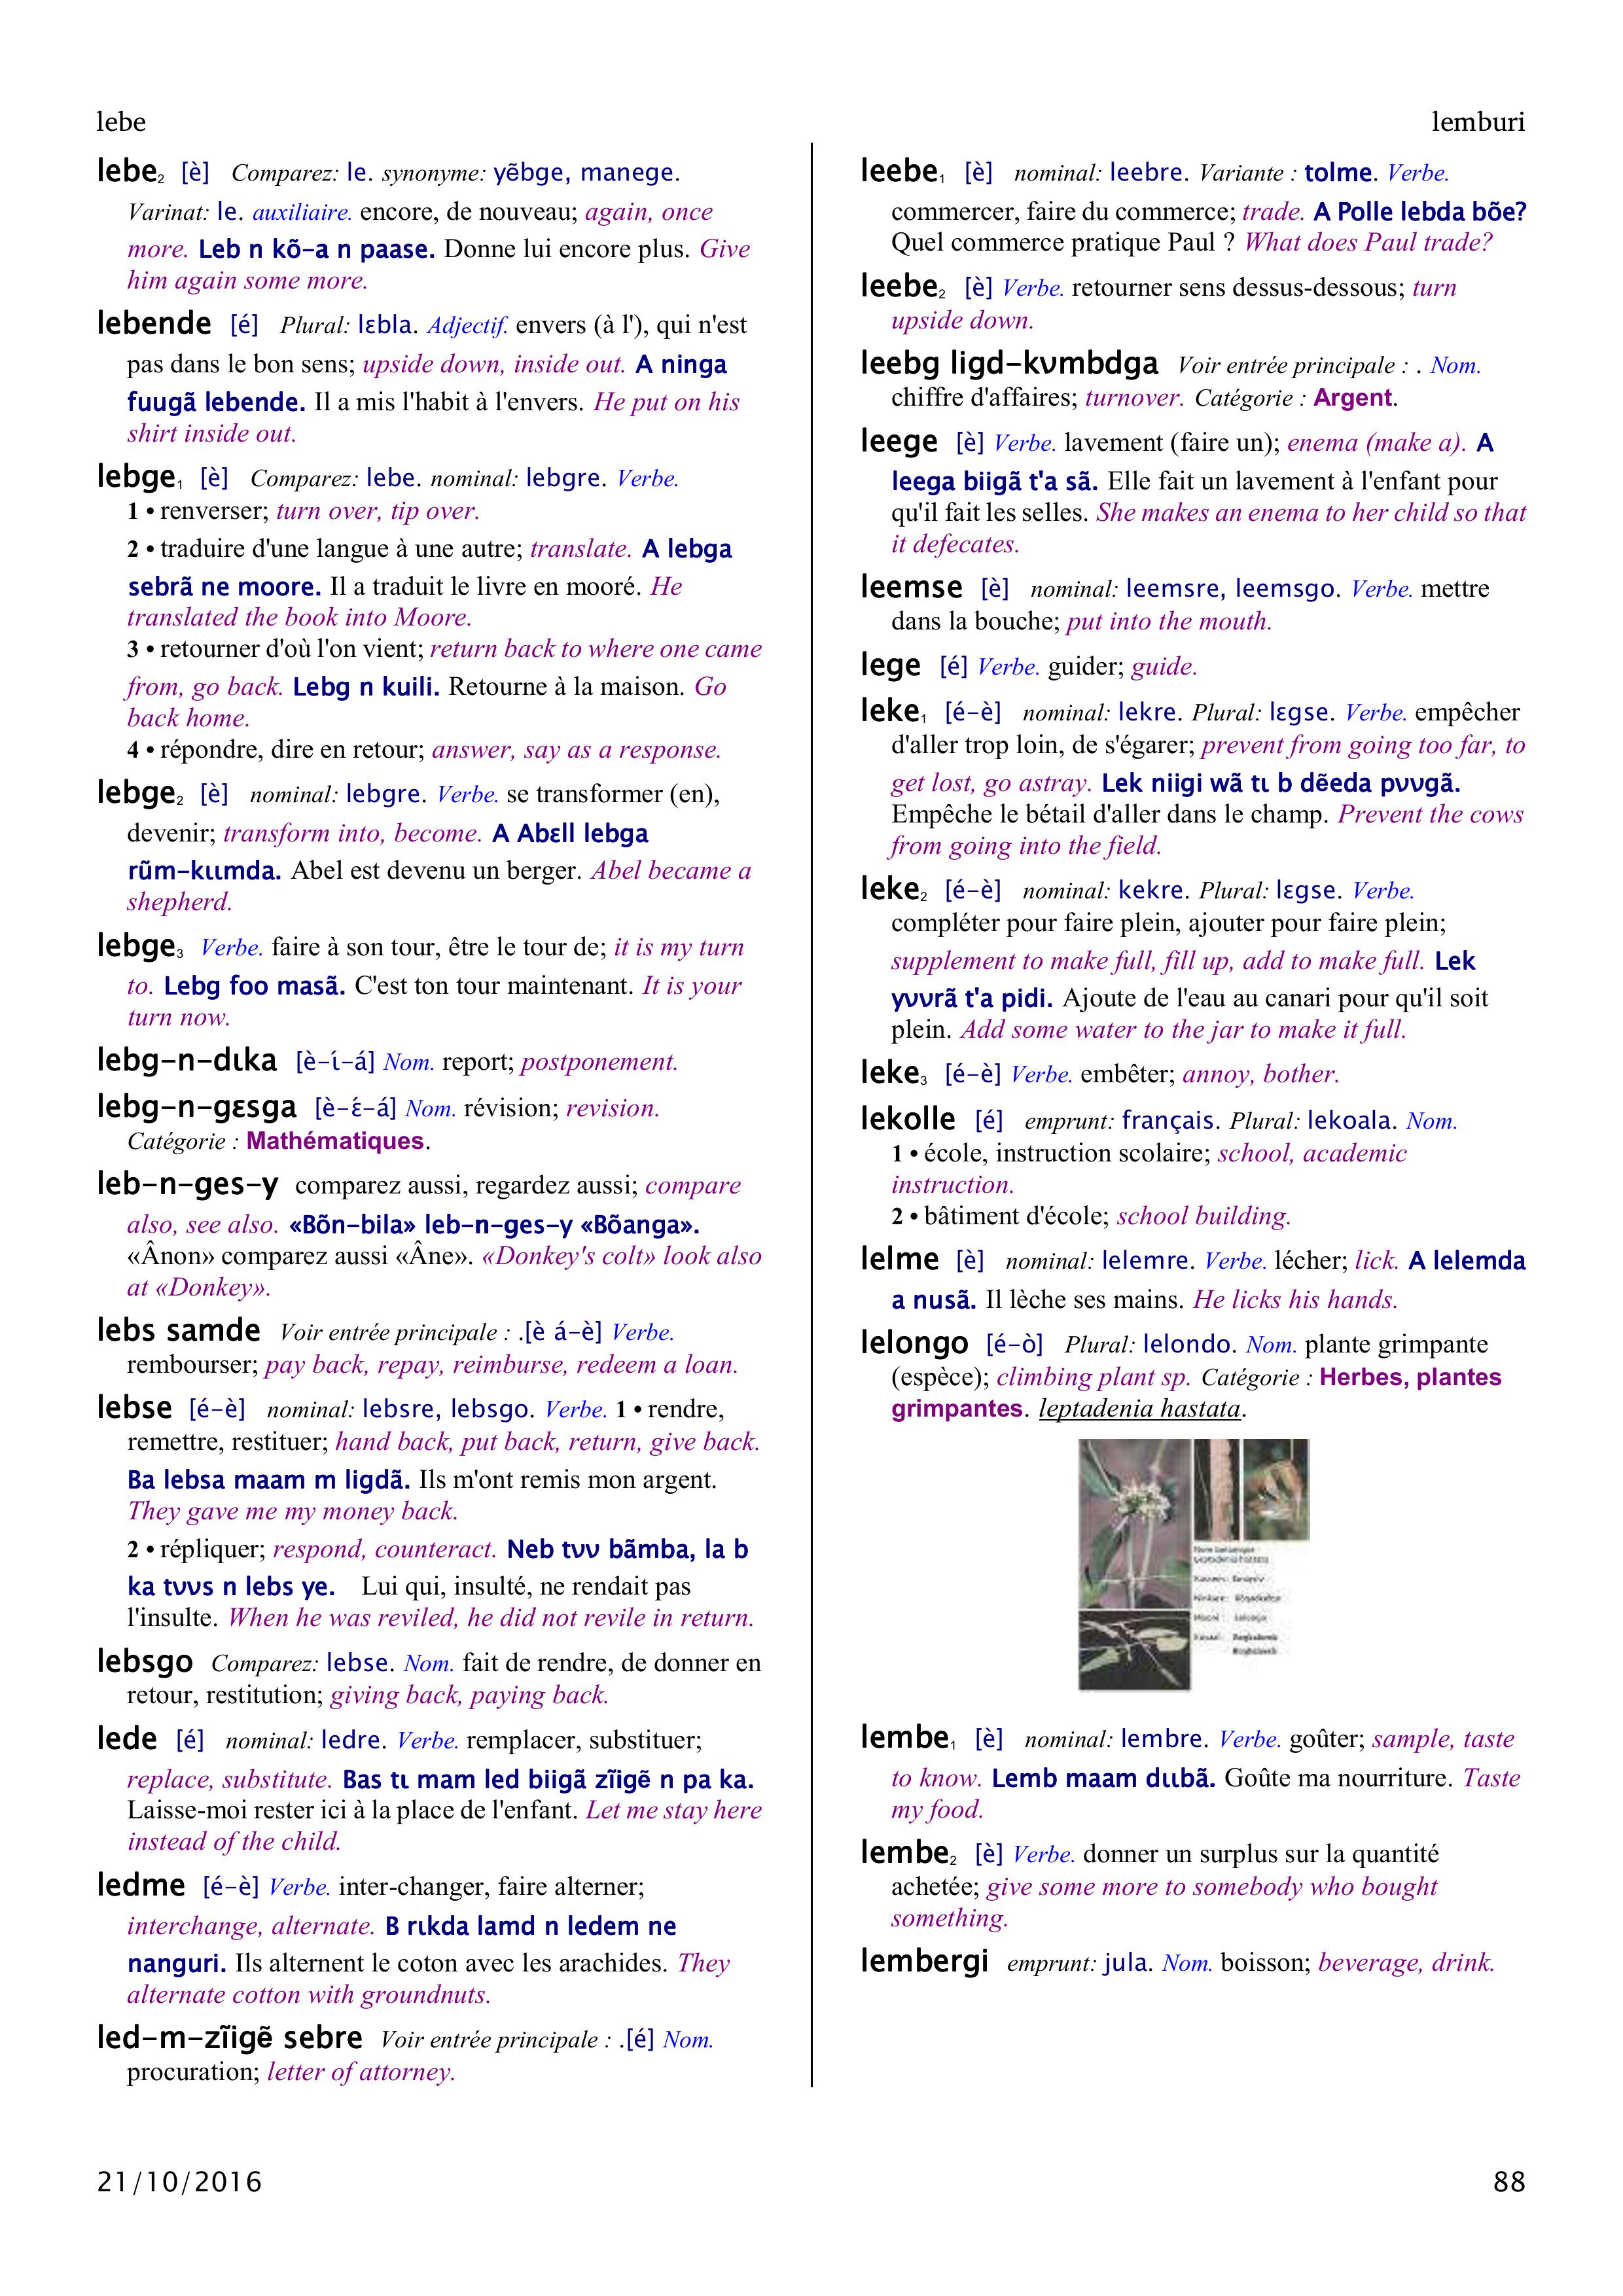 lebe
lemburi
lebe₂ [è] Comparez: le. synonyme: yẽbge, manege.
Varinat: le. auxiliaire. encore, de nouveau; again, once
more. Leb n kõ-a n paase. Donne lui encore plus. Give
him again some more.
lebende [é] Plural: lɛbla. Adjectif. envers (à l'), qui n'est
pas dans le bon sens; upside down, inside out. A ninga
fuugã lebende. Il a mis l'habit à l'envers. He put on his
shirt inside out.
lebge₁ [è] Comparez: lebe. nominal: lebgre. Verbe.
1 • renverser; turn over, tip over.
2 • traduire d'une langue à une autre; translate. A lebga
sebrã ne moore. Il a traduit le livre en mooré. He
translated the book into Moore.
3 • retourner d'où l'on vient; return back to where one came
from, go back. Lebg n kuili. Retourne à la maison. Go
back home.
4 • répondre, dire en retour; answer, say as a response.
lebge₂ [è] nominal: lebgre. Verbe. se transformer (en),
devenir; transform into, become. A Abɛll lebga
rũm-kɩɩmda. Abel est devenu un berger. Abel became a
shepherd.
lebge₃ Verbe. faire à son tour, être le tour de; it is my turn
to. Lebg foo masã. C'est ton tour maintenant. It is your
turn now.
lebg-n-dɩka [è-ɩ́-á] Nom. report; postponement.
lebg-n-gɛsga [è-ɛ́-á] Nom. révision; revision.
Catégorie : Mathématiques.
leb-n-ges-y comparez aussi, regardez aussi; compare
also, see also. «Bõn-bila» leb-n-ges-y «Bõanga».
«Ânon» comparez aussi «Âne». «Donkey's colt» look also
at «Donkey».
lebs samde Voir entrée principale : .[è á-è] Verbe.
rembourser; pay back, repay, reimburse, redeem a loan.
lebse [é-è] nominal: lebsre, lebsgo. Verbe. 1 • rendre,
remettre, restituer; hand back, put back, return, give back.
Ba lebsa maam m ligdã. Ils m'ont remis mon argent.
They gave me my money back.
2 • répliquer; respond, counteract. Neb tʋʋ bãmba, la b
ka tʋʋs n lebs ye. Lui qui, insulté, ne rendait pas
l'insulte. When he was reviled, he did not revile in return.
lebsgo Comparez: lebse. Nom. fait de rendre, de donner en
retour, restitution; giving back, paying back.
lede [é] nominal: ledre. Verbe. remplacer, substituer;
replace, substitute. Bas tɩ mam led biigã zĩigẽ n pa ka.
Laisse-moi rester ici à la place de l'enfant. Let me stay here
instead of the child.
ledme [é-è] Verbe. inter-changer, faire alterner;
interchange, alternate. B rɩkda lamd n ledem ne
nanguri. Ils alternent le coton avec les arachides. They
alternate cotton with groundnuts.
led-m-zĩigẽ sebre Voir entrée principale : .[é] Nom.
procuration; letter of attorney.
leebe₁ [è] nominal: leebre. Variante : tolme. Verbe.
commercer, faire du commerce; trade. A Polle lebda bõe?
Quel commerce pratique Paul ? What does Paul trade?
leebe₂ [è] Verbe. retourner sens dessus-dessous; turn
upside down.
leebg ligd-kʋmbdga Voir entrée principale : . Nom.
chiffre d'affaires; turnover. Catégorie : Argent.
leege [è] Verbe. lavement (faire un); enema (make a). A
leega biigã t'a sã. Elle fait un lavement à l'enfant pour
qu'il fait les selles. She makes an enema to her child so that
it defecates.
leemse [è] nominal: leemsre, leemsgo. Verbe. mettre
dans la bouche; put into the mouth.
lege [é] Verbe. guider; guide.
leke₁ [é-è] nominal: lekre. Plural: lɛgse. Verbe. empêcher
d'aller trop loin, de s'égarer; prevent from going too far, to
get lost, go astray. Lek niigi wã tɩ b dẽeda pʋʋgã.
Empêche le bétail d'aller dans le champ. Prevent the cows
from going into the field.
leke₂ [é-è] nominal: kekre. Plural: lɛgse. Verbe.
compléter pour faire plein, ajouter pour faire plein;
supplement to make full, fill up, add to make full. Lek
yʋʋrã t'a pidi. Ajoute de l'eau au canari pour qu'il soit
plein. Add some water to the jar to make it full.
leke₃ [é-è] Verbe. embêter; annoy, bother.
lekolle [é] emprunt: français. Plural: lekoala. Nom.
1 • école, instruction scolaire; school, academic
instruction.
2 • bâtiment d'école; school building.
lelme [è] nominal: lelemre. Verbe. lécher; lick. A lelemda
a nusã. Il lèche ses mains. He licks his hands.
lelongo [é-ò] Plural: lelondo. Nom. plante grimpante
(espèce); climbing plant sp. Catégorie : Herbes, plantes
grimpantes. leptadenia hastata.
lembe₁ [è] nominal: lembre. Verbe. goûter; sample, taste
to know. Lemb maam dɩɩbã. Goûte ma nourriture. Taste
my food.
lembe₂ [è] Verbe. donner un surplus sur la quantité
achetée; give some more to somebody who bought
something.
lembergi emprunt: jula. Nom. boisson; beverage, drink.
21/10/2016
88